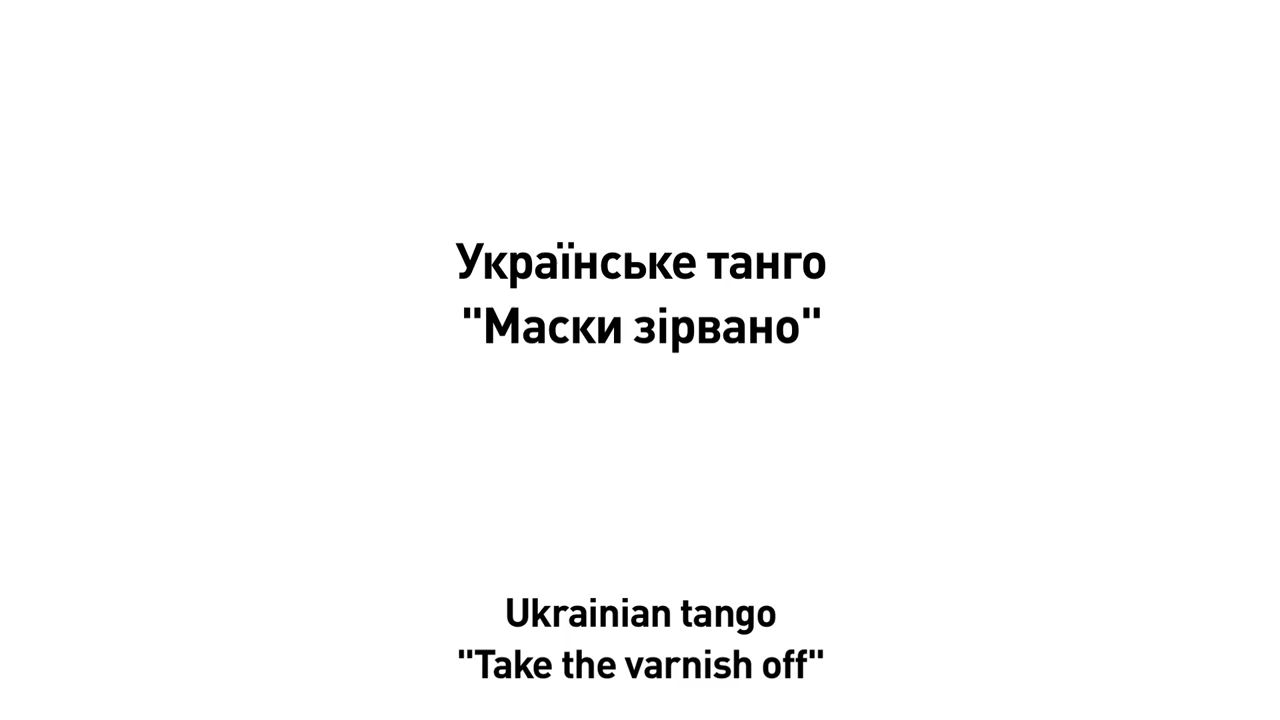 Українське танго
"Маски зірвано"
Ukrainian tango
"Take the varnish off"